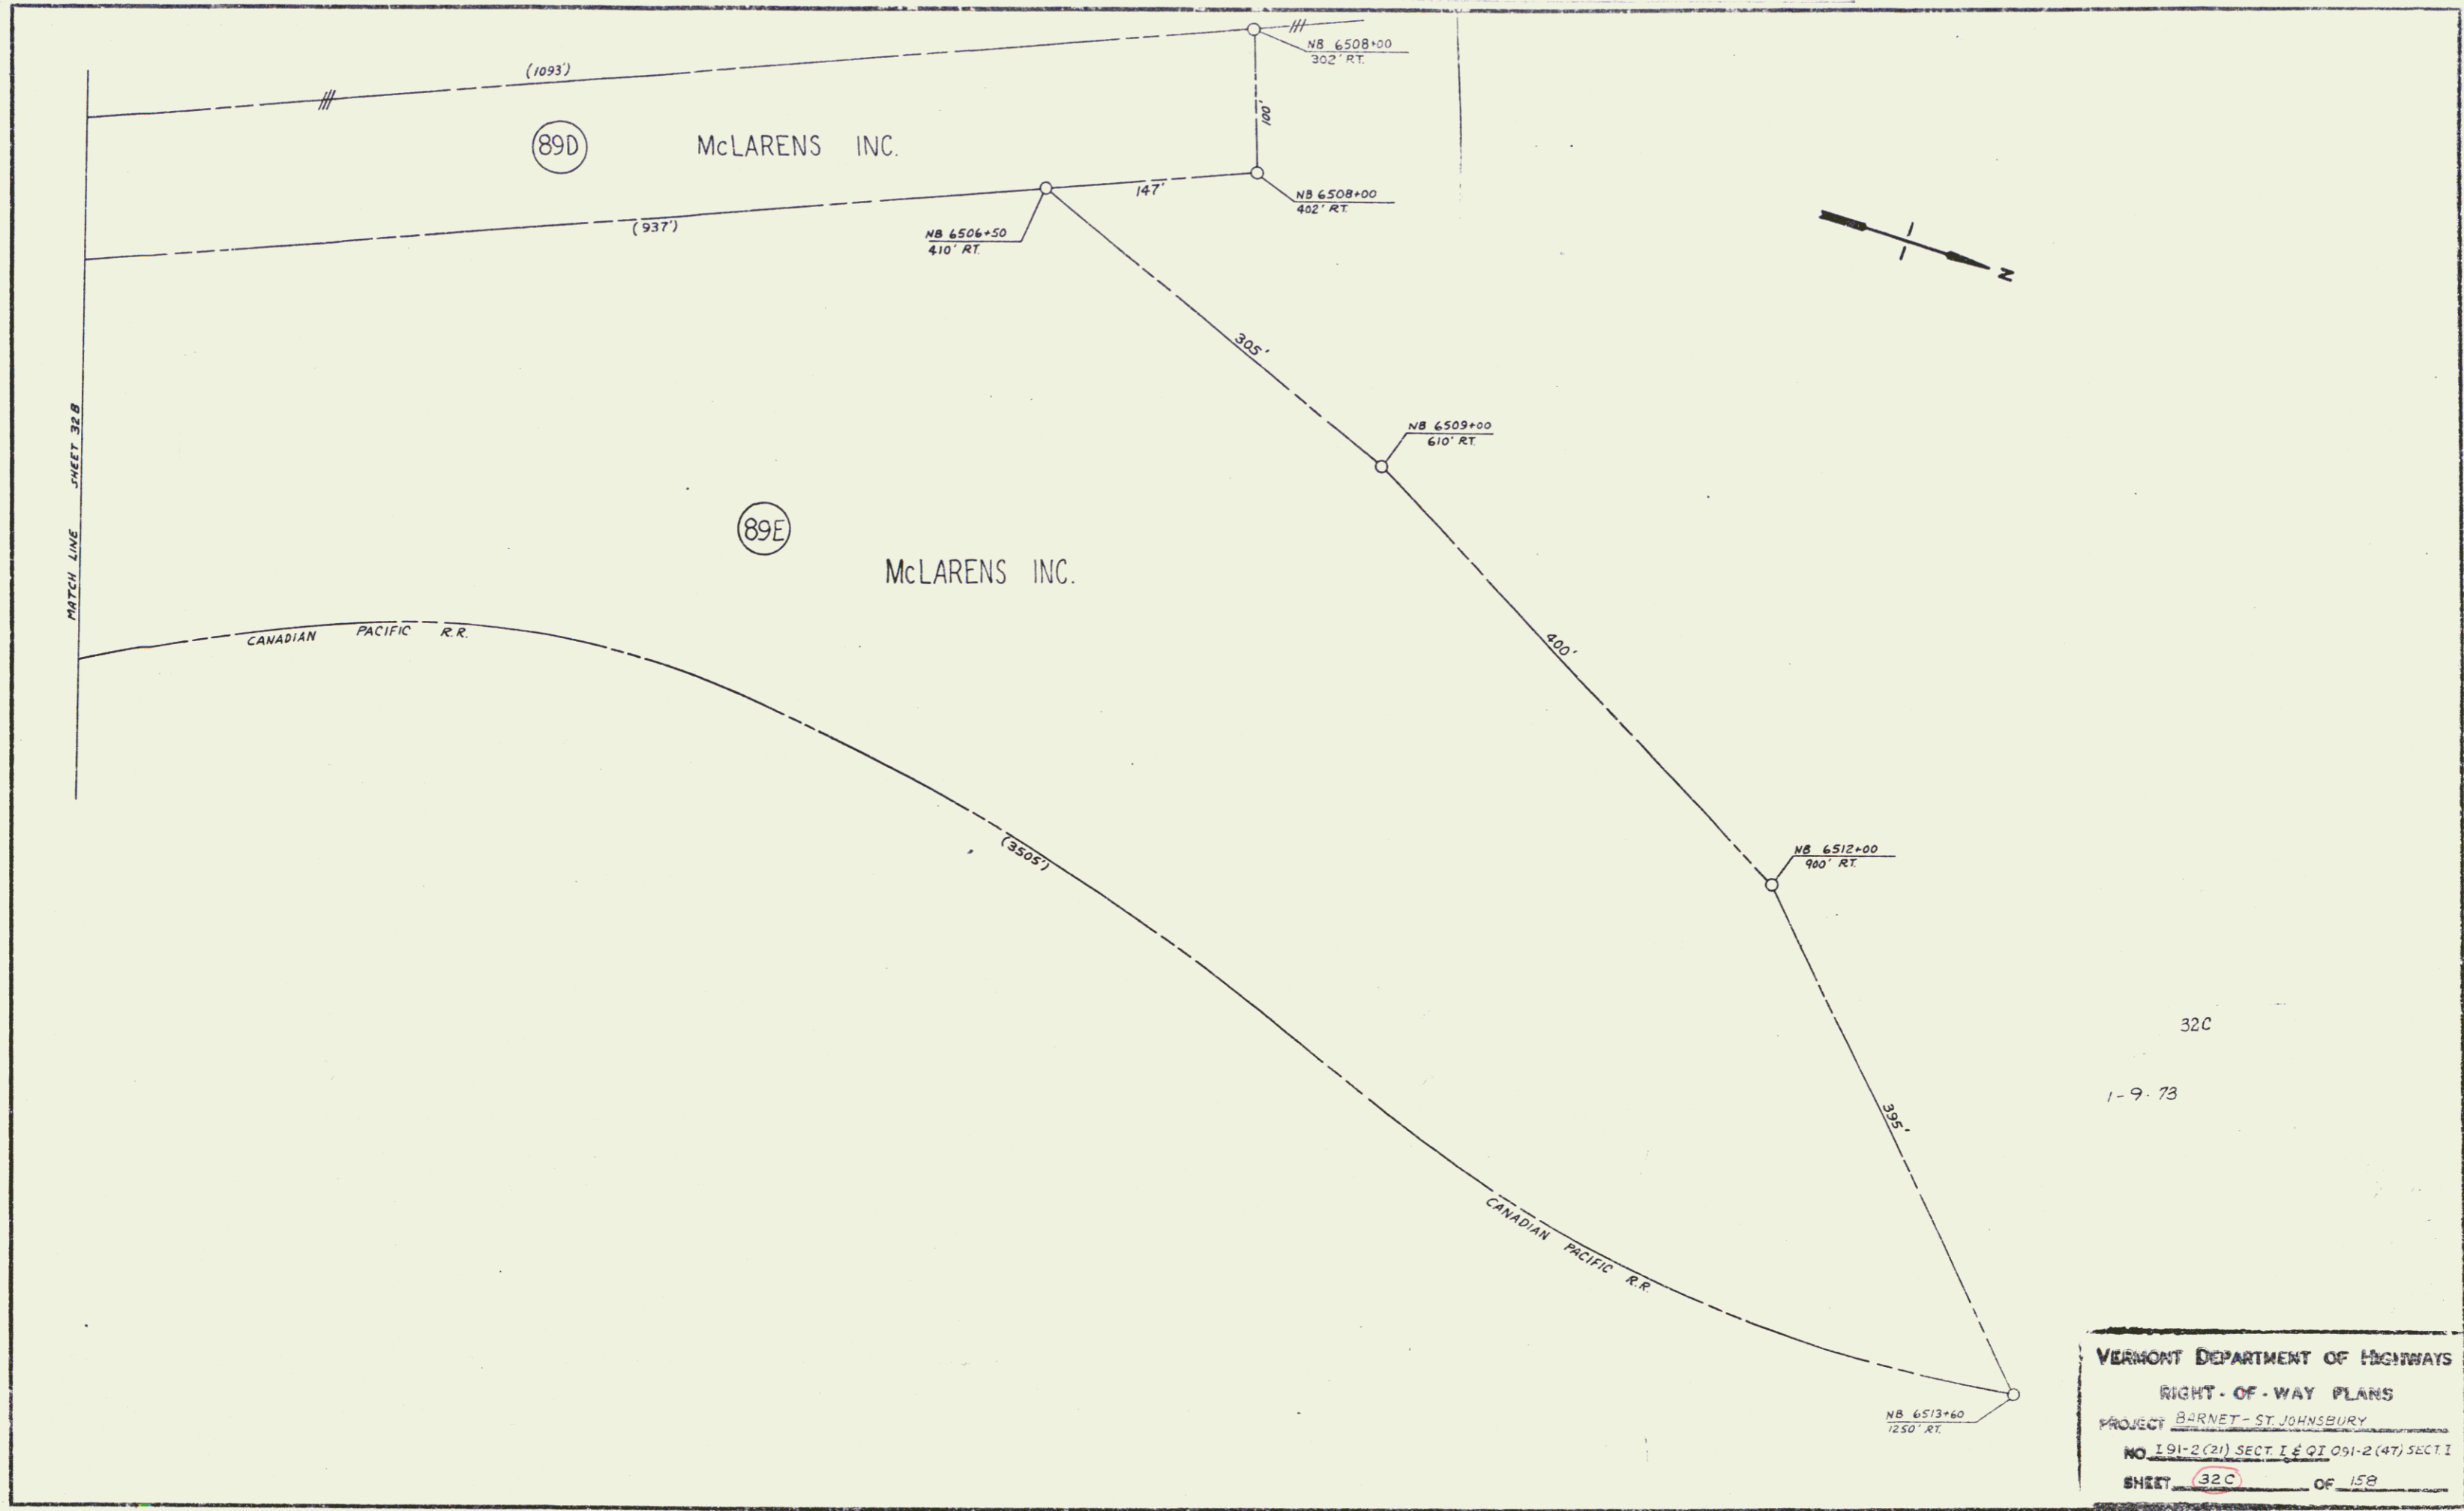 NB 6508+00
302' RT.
(1093')
100'
89D
McLARENS INC.
147'
NB 6508+00
402' RT.
(937')
NB 6506+50
410' RT.
N
305'
MATCH LINE SHEET 32B
NB 6509+00
610' RT.
89E
McLARENS INC.
CANADIAN PACIFIC R.R.
400'
(3505')
NB 6512+00
900' RT.
32C
1-9-73
395'
CANADIAN PACIFIC R.R.
NB 6513+60
1250' RT.
VERMONT DEPARTMENT OF HIGHWAYS
RIGHT-OF-WAY PLANS
PROJECT BARNET - ST. JOHNSBURY
NO. I 91-2(21) SECT. I & QI 091-2(47) SECT. I
SHEET 32C OF 158